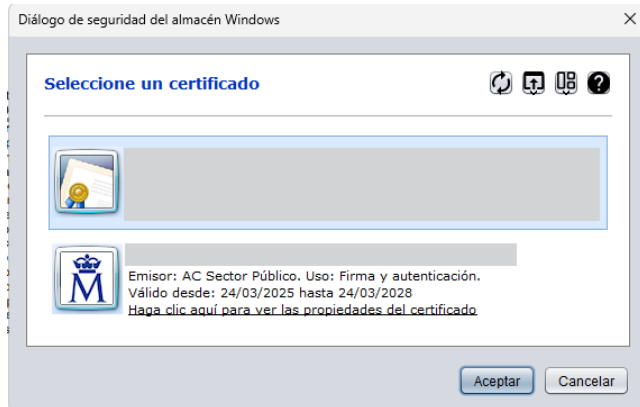 Diálogo de seguridad del almacén Windows
Seleccione un certificado
Emisor: AC Sector Público. Uso: Firma y autenticación.
Válido desde: 24/03/2025 hasta 24/03/2028
Haga clic aquí para ver las propiedades del certificado
Aceptar
Cancelar